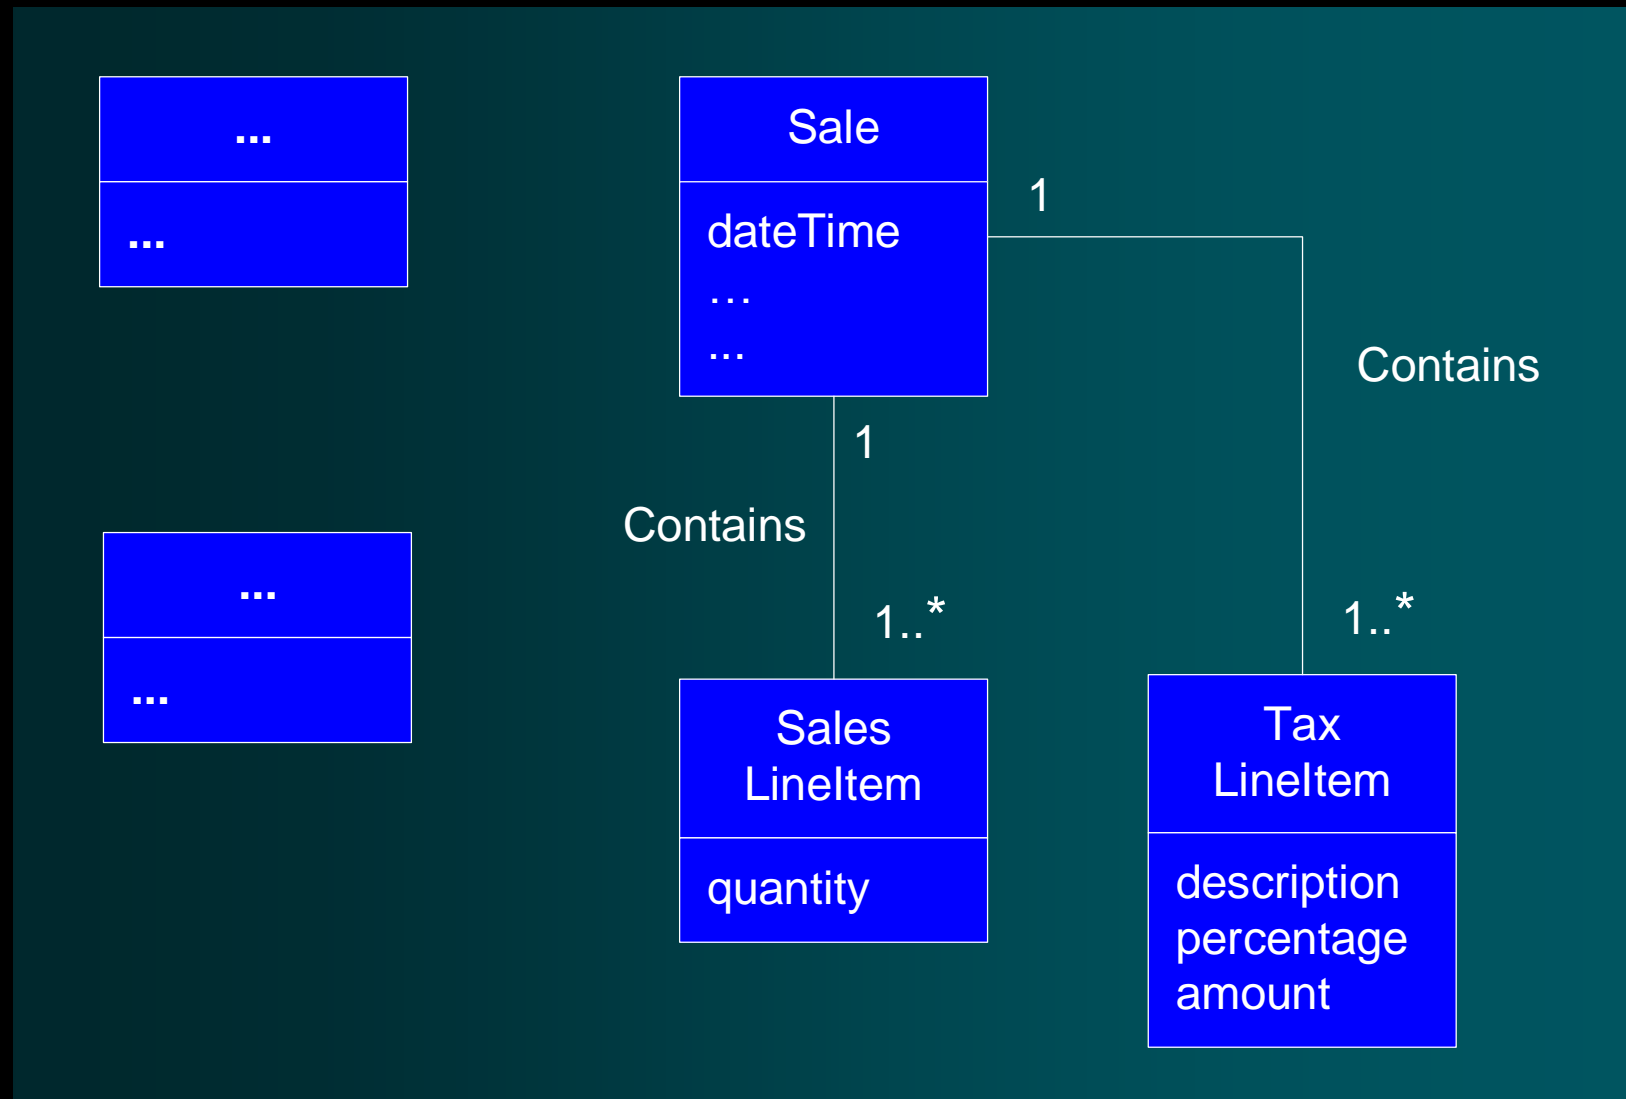 ...
...
Sale
dateTime
…
...
1
Contains
1
Contains
1..*
1..*
...
...
Sales
LineItem
quantity
Tax
LineItem
description
percentage
amount